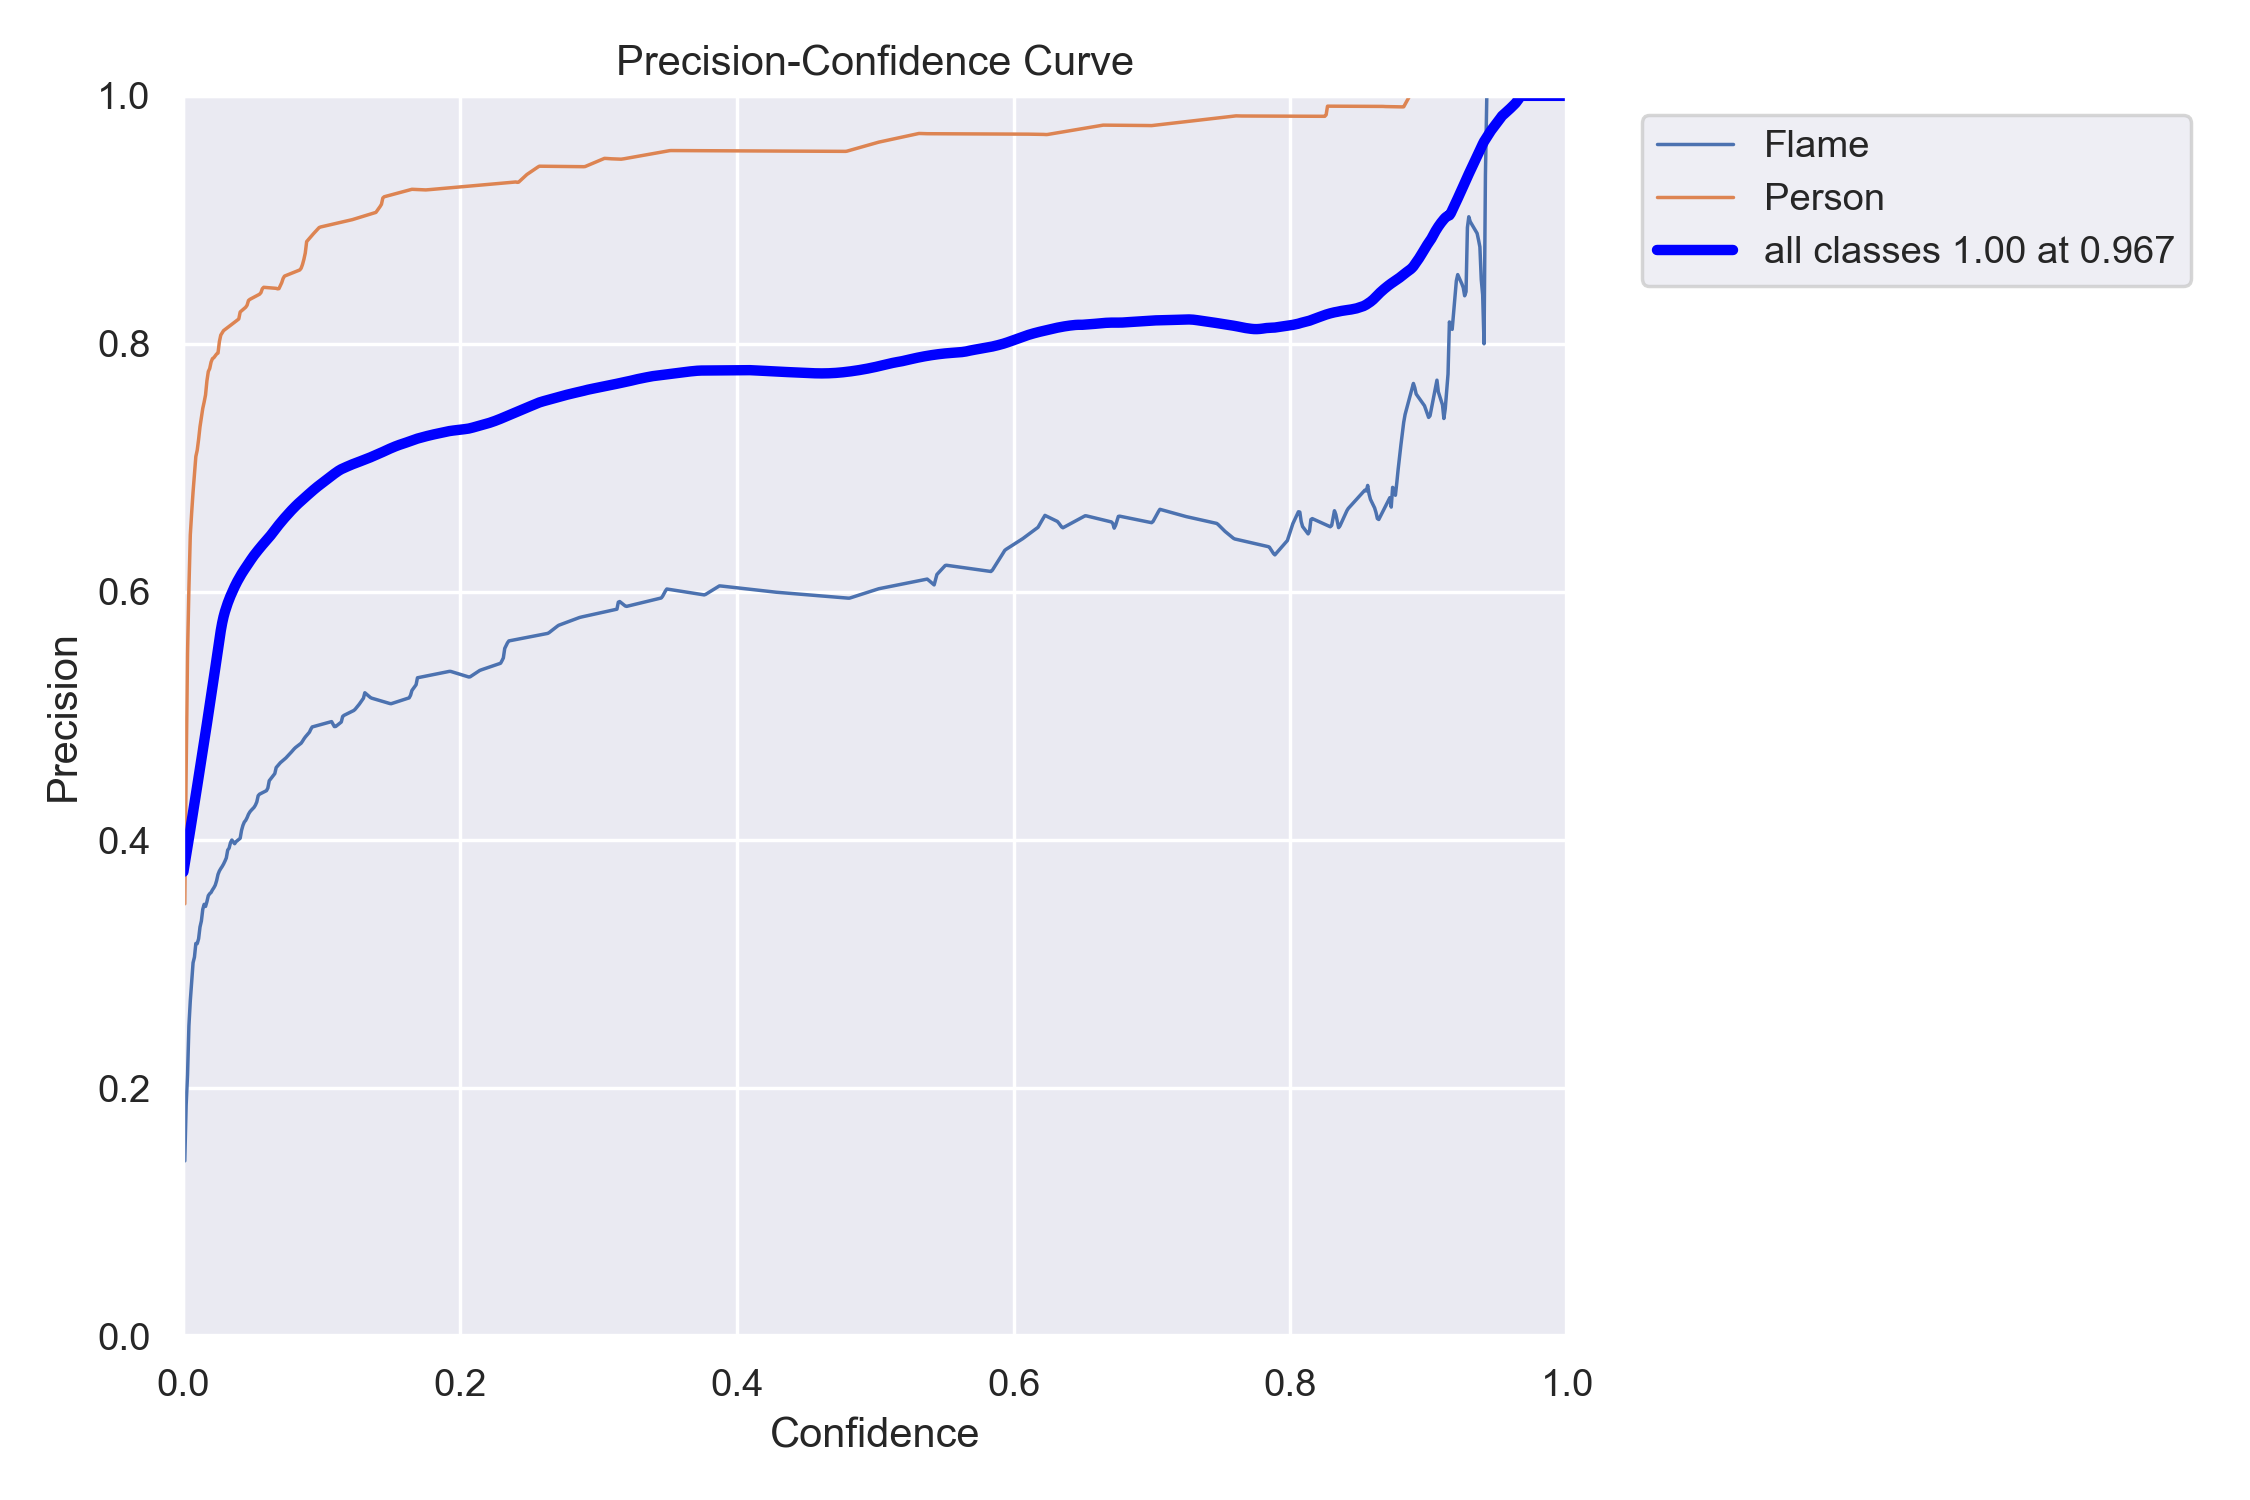 Precision-Confidence Curve
1.0
0.8
0.6
0.4
0.2
0.0
Precision
0.0 0.2 0.4 0.6 0.8 1.0
Confidence
Flame
Person
all classes 1.00 at 0.967